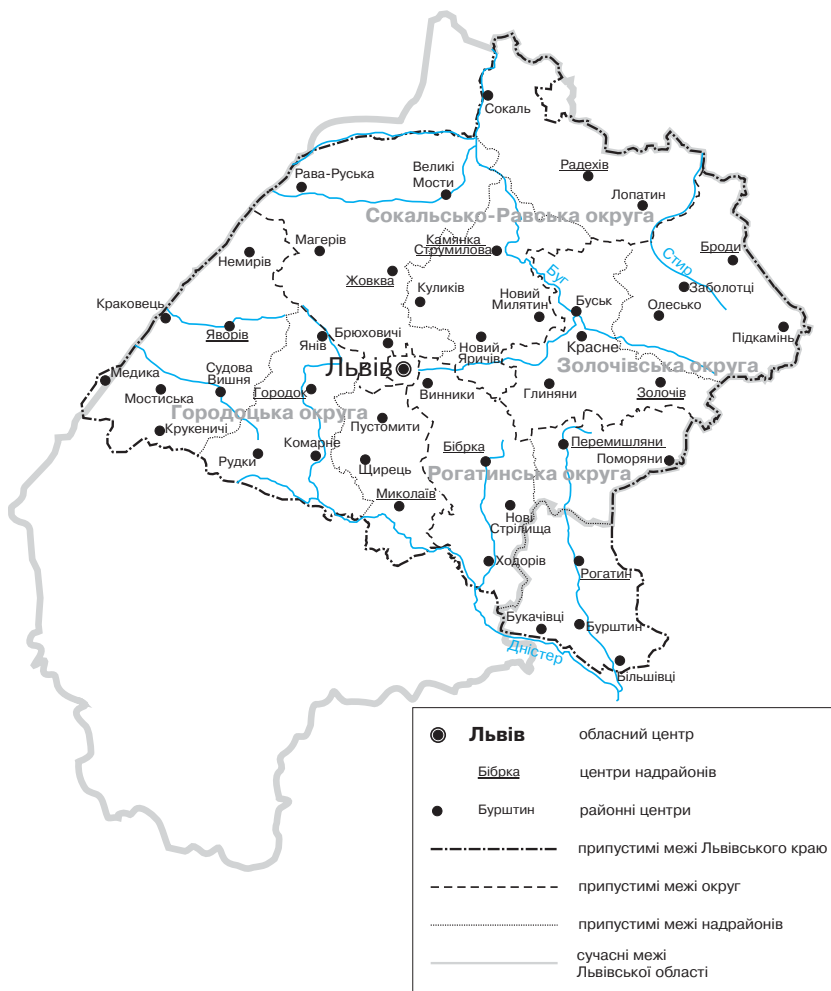 Сокаль
Рава-Руська
Великі
Мости
Радехів
Лопатин
Сокальсько-Равська округа
Магерів
Немирів
Камянка
Струмилова
Броди
Жовква
Буг
Стир
Заболотці
Куликів
Новий
Милятин
Буськ
Олесько
Краковець
Яворів
Янів
Брюховичі
Новий
Яричів
Красне
Підкамінь
Львів
Золочівська округа
Медика
Судова
Вишня
Мостиська
Городок
Винники
Глиняни
Золочів
Городоцька округа
Пустомити
Крукеничі
Комарне
Бібрка
Перемишляни
Поморяни
Рудки
Щирець
Рогатинська округа
Миколаїв
Нові
Стрілища
Ходорів
Рогатин
Букачівці
Бурштин
Дністер
Більшівці
Львів обласний центр
Бібрка центри надрайонів
Бурштин районні центри
припустимі межі Львівського краю
припустимі межі округ
припустимі межі надрайонів
сучасні межі
Львівської області